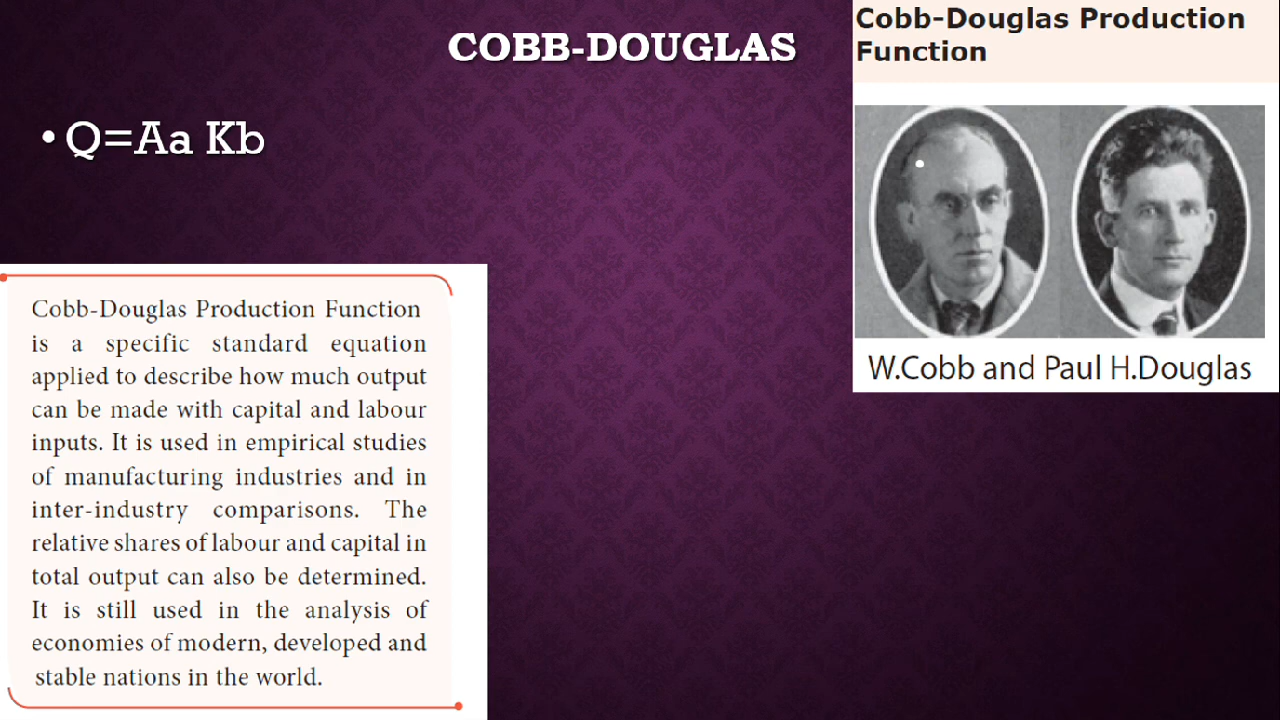 COBB-DOUGLAS
• Q=Aa Kb
Cobb-Douglas Production Function
is a specific standard equation
applied to describe how much output
can be made with capital and labour
inputs. It is used in empirical studies
of manufacturing industries and in
inter-industry comparisons. The
relative shares of labour and capital in
total output can also be determined.
It is still used in the analysis of
economies of modern, developed and
stable nations in the world.
Cobb-Douglas Production
Function
W.Cobb and Paul H.Douglas